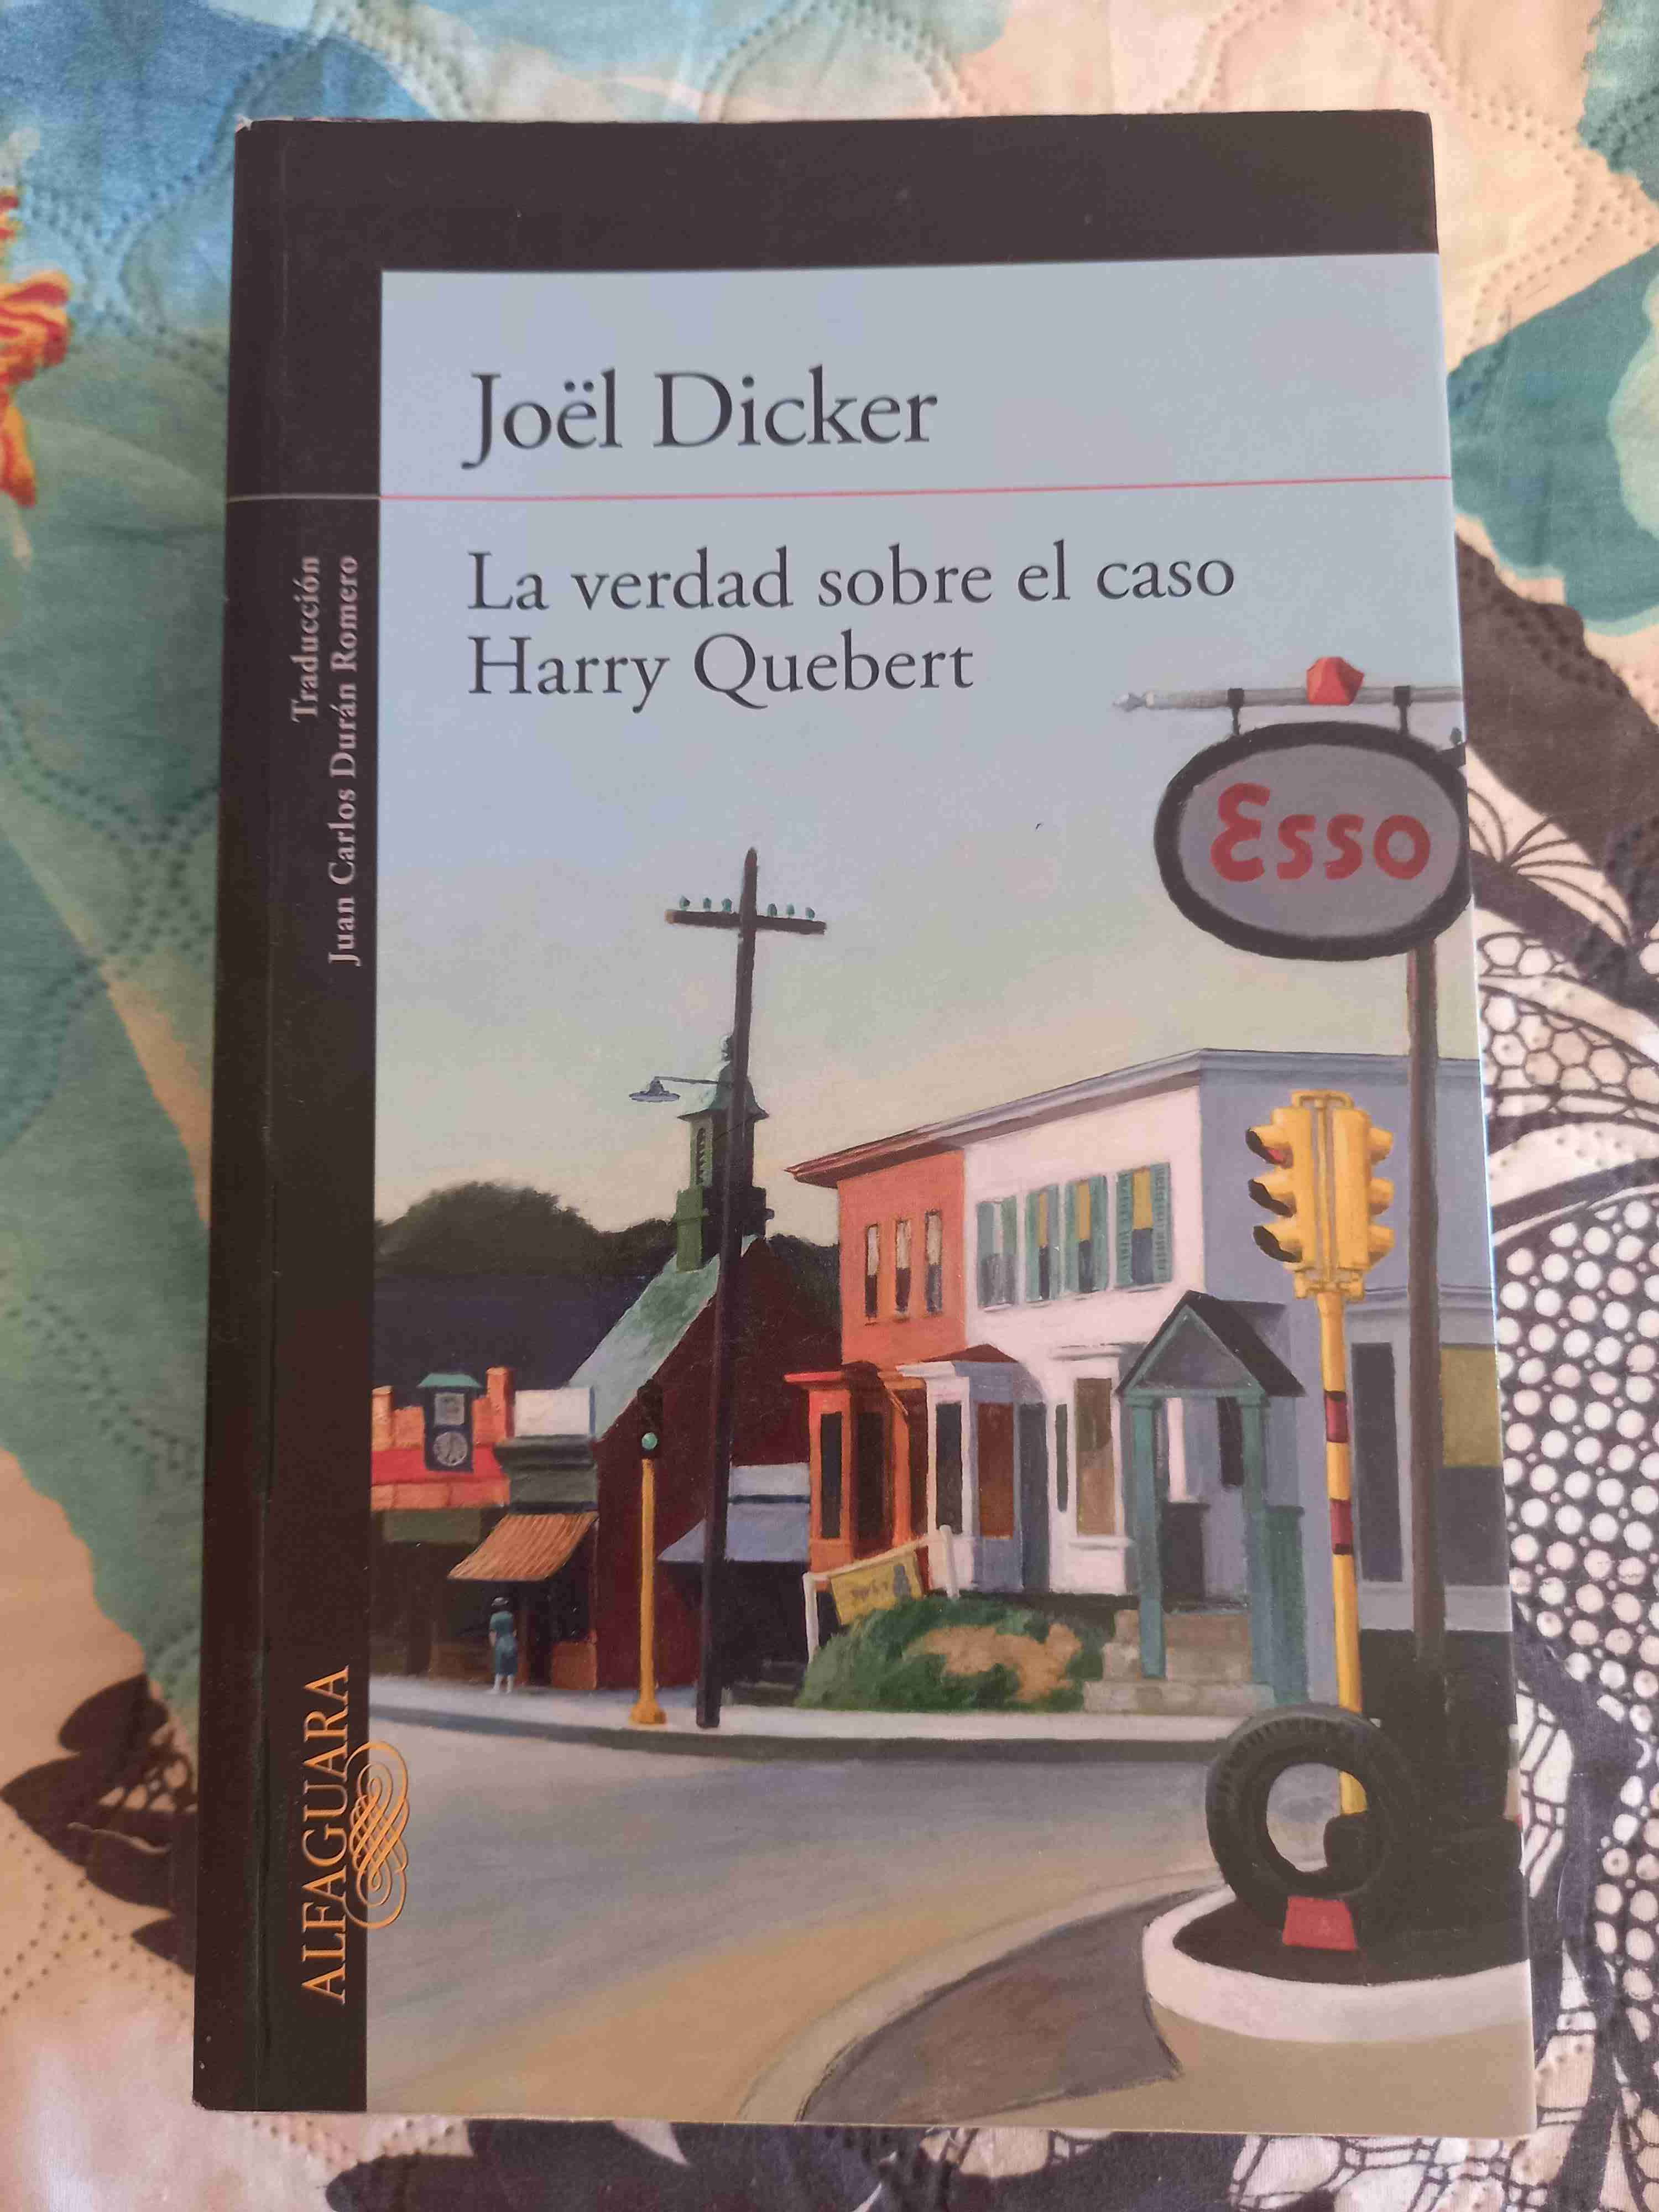 Joël Dicker
La verdad sobre el caso
Harry Quebert
Esso
Traducción
Juan Carlos Durán Romero
ALFAGUARA